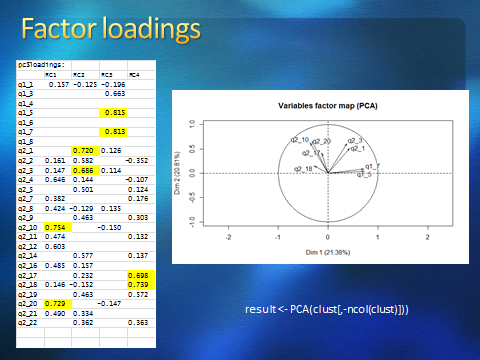 Factor loadings
pc$loadings:
RC1 RC2 RC3 RC4
q1_1 0.157 -0.125 -0.196
q1_3 0.663
q1_4
q1_5 0.815
q1_6
q1_7 0.813
q1_8
q2_1 0.720 0.126
q2_2 0.161 0.582 -0.352
q2_3 0.147 0.686 0.114
q2_4 0.646 0.144 -0.107
q2_5 0.501 0.124
q2_7 0.382 0.176
q2_8 0.424 -0.129 0.135
q2_9 0.463 0.303
q2_10 0.754 -0.150
q2_11 0.474 0.132
q2_12 0.603
q2_14 0.577 0.137
q2_16 0.485 0.157
q2_17 0.232 0.698
q2_18 0.146 -0.152 0.739
q2_19 0.463 0.572
q2_20 0.729 -0.147
q2_21 0.490 0.334
q2_22 0.362 0.363
Variables factor map (PCA)
Dim 2 (20.81%)
1.0
0.5
0.0
-0.5
-1.0
q2_10 q2_20 q2_3
q2_17 q2_1
q2_18 q1_7
q1_5
-2 -1 0 1 2
Dim 1 (21.38%)
result <- PCA(clust[,-ncol(clust)]))